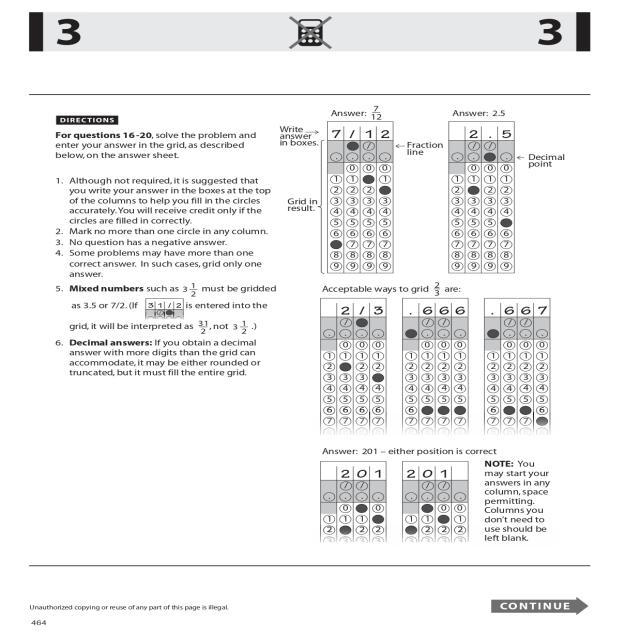 3
3
DIRECTIONS
For questions 16-20, solve the problem and
enter your answer in the grid, as described
below, on the answer sheet.
1. Although not required, it is suggested that
you write your answer in the boxes at the top
of the columns to help you fill in the circles
accurately. You will receive credit only if the
circles are filled in correctly.
2. Mark no more than one circle in any column.
3. No question has a negative answer.
4. Some problems may have more than one
correct answer. In such cases, grid only one
answer.
5. Mixed numbers such as 3 1/2 must be gridded
as 3.5 or 7/2. (If 3 1 / 2 is entered into the
grid, it will be interpreted as 31/2, not 3 1/2.)
6. Decimal answers: If you obtain a decimal
answer with more digits than the grid can
accommodate, it may be either rounded or
truncated, but it must fill the entire grid.
Answer: 7/12
Write
answer
in boxes.
7 / 1 2
Fraction
line
Grid in
result.
Answer: 2.5
2 . 5
Decimal
point
Acceptable ways to grid 2/3 are:
2 / 3
. 6 6 6
. 6 6 7
Answer: 201 – either position is correct
2 0 1
2 0 1
NOTE: You
may start your
answers in any
column, space
permitting.
Columns you
don't need to
use should be
left blank.
Unauthorized copying or reuse of any part of this page is illegal.
CONTINUE
464